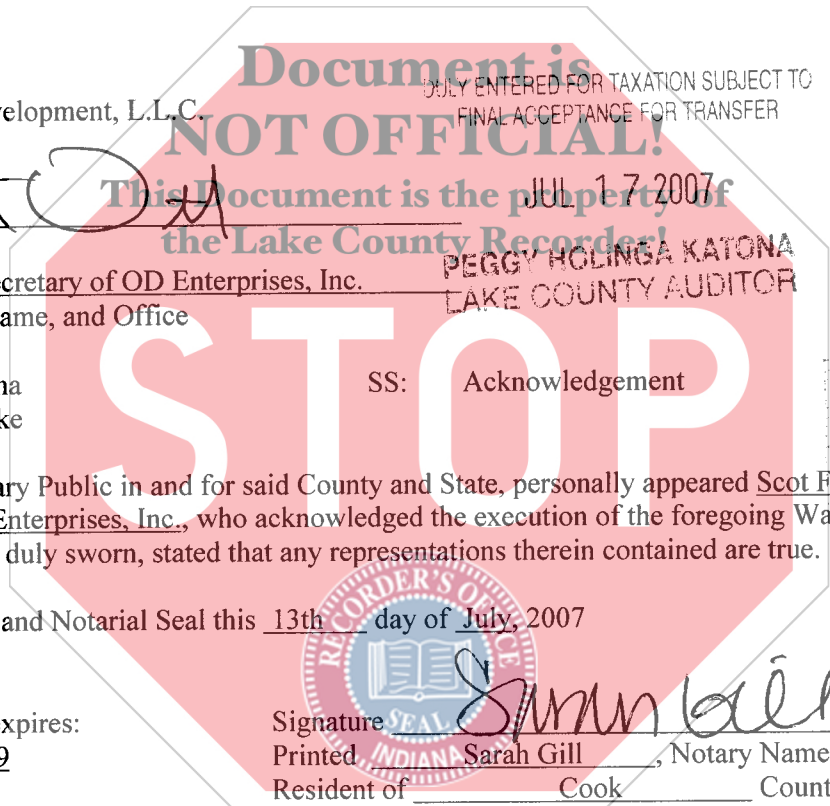 Document is
NOT OFFICIAL!
This Document is the property of
the Lake County Recorder!
STOP
DULY ENTERED FOR TAXATION SUBJECT TO
FINAL ACCEPTANCE FOR TRANSFER
JUL 17 2007
PEGGY HOLINGA KATONA
LAKE COUNTY AUDITOR
velopment, L.L.C.
cretary of OD Enterprises, Inc.
ame, and Office
na SS: Acknowledgement
ke
ary Public in and for said County and State, personally appeared Scot F
Enterprises, Inc., who acknowledged the execution of the foregoing Wa
duly sworn, stated that any representations therein contained are true.
and Notarial Seal this 13th day of July, 2007
RECORDER'S OFFICE
SEAL
INDIANA
xpires: Signature
9 Printed Sarah Gill, Notary Name
Resident of Cook Count